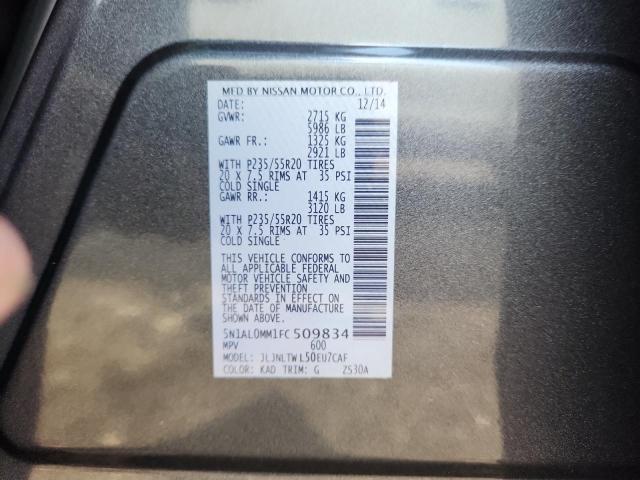 MFD BY NISSAN MOTOR CO., LTD.
DATE: 12/14
GVWR: 2715 KG
5986 LB
GAWR FR.: 1325 KG
2921 LB
WITH P235/55R20 TIRES
20 X 7.5 RIMS AT 35 PSI
COLD SINGLE
GAWR RR.: 1415 KG
3120 LB
WITH P235/55R20 TIRES
20 X 7.5 RIMS AT 35 PSI
COLD SINGLE
THIS VEHICLE CONFORMS TO
ALL APPLICABLE FEDERAL
MOTOR VEHICLE SAFETY AND
THEFT PREVENTION
STANDARDS IN EFFECT ON
THE DATE OF MANUFACTURE
SHOWN ABOVE.
5N1AL0MM1FC509834
MPV 600
MODEL: JLJNLTWL50EU7CAF
COLOR: KAD TRIM: G ZS30A